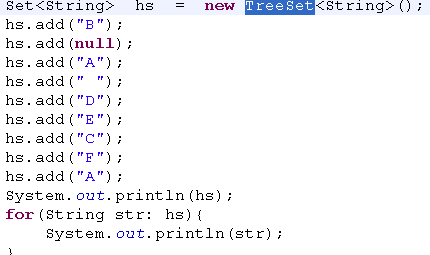 Set<String> hs = new TreeSet<String>();
hs.add("B");
hs.add(null);
hs.add("A");
hs.add(" ");
hs.add("D");
hs.add("E");
hs.add("C");
hs.add("F");
hs.add("A");
System.out.println(hs);
for(String str: hs){
    System.out.println(str);
}